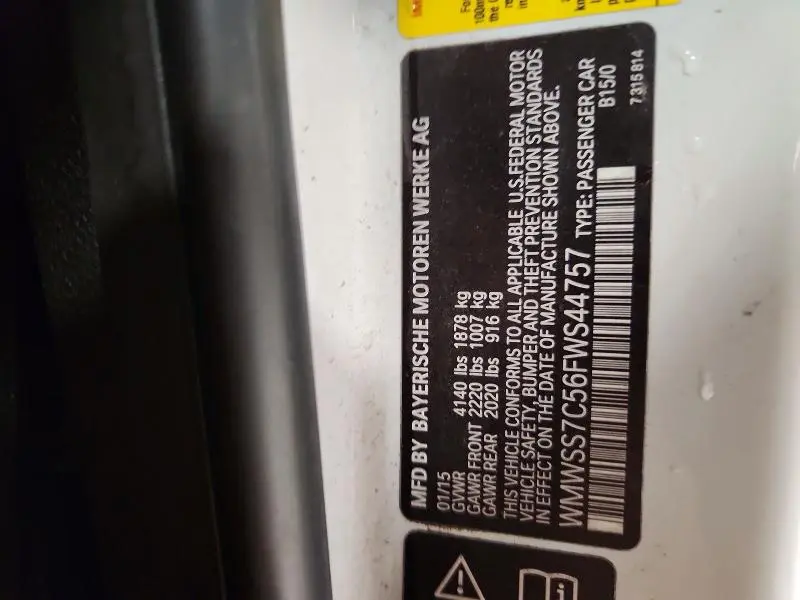 MFD BY BAYERISCHE MOTOREN WERKE AG
01/15
GVWR 4140 lbs 1878 kg
GAWR FRONT 2220 lbs 1007 kg
GAWR REAR 2020 lbs 916 kg
THIS VEHICLE CONFORMS TO ALL APPLICABLE U.S.FEDERAL MOTOR
VEHICLE SAFETY, BUMPER AND THEFT PREVENTION STANDARDS
IN EFFECT ON THE DATE OF MANUFACTURE SHOWN ABOVE.
WMWSS7C56FWS44757 TYPE: PASSENGER CAR
B15/0
7 316 814